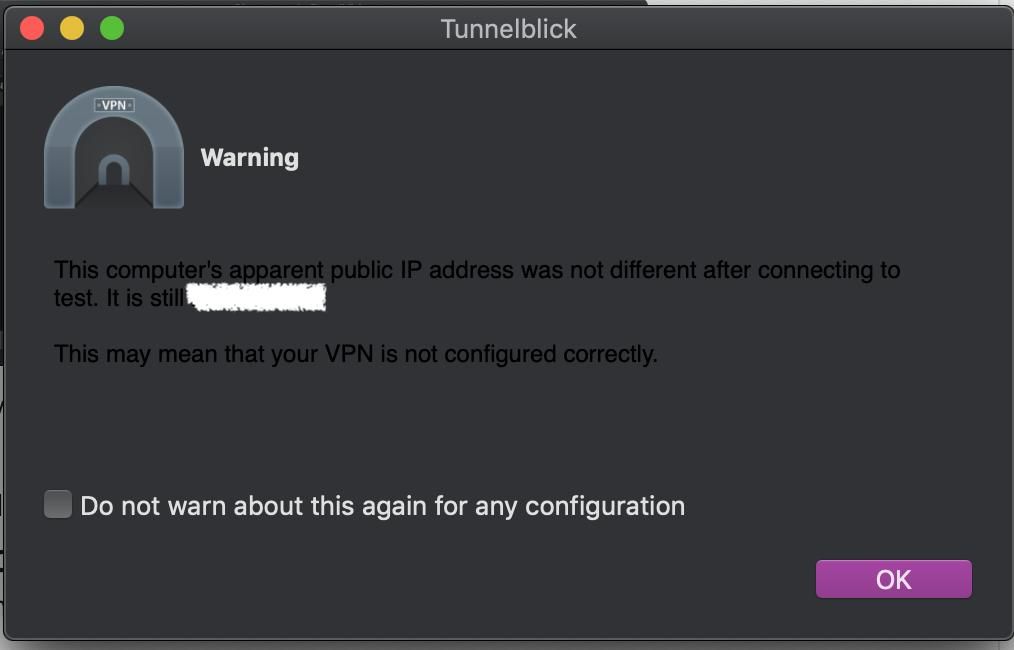 Tunnelblick
VPN
Warning
This computer's apparent public IP address was not different after connecting to
test. It is still
This may mean that your VPN is not configured correctly.
Do not warn about this again for any configuration
OK